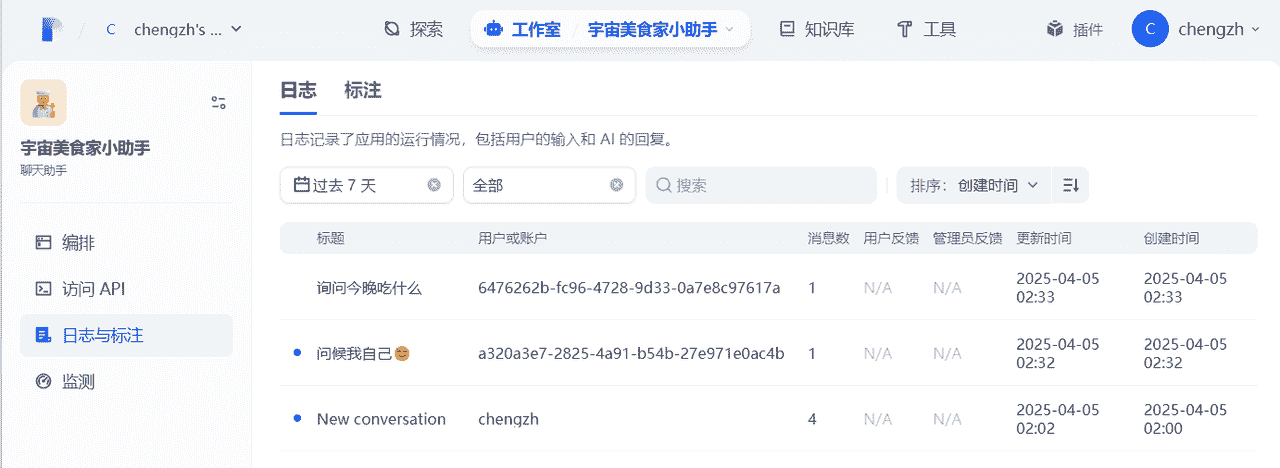 C chengzh's ... 探索 工作室 / 宇宙美食家小助手 知识库 工具 插件 C chengzh
宇宙美食家小助手
聊天助手
编排
访问 API
日志与标注
监测
日志 标注
日志记录了应用的运行情况，包括用户的输入和 AI 的回复。
过去 7 天 全部 搜索 排序： 创建时间
标题 用户或账户 消息数 用户反馈 管理员反馈 更新时间 创建时间
询问今晚吃什么 6476262b-fc96-4728-9d33-0a7e8c97617a 1 N/A N/A 2025-04-05 02:33 2025-04-05 02:33
问候我自己😊 a320a3e7-2825-4a91-b54b-27e971e0ac4b 1 N/A N/A 2025-04-05 02:32 2025-04-05 02:32
New conversation chengzh 4 N/A N/A 2025-04-05 02:02 2025-04-05 02:00